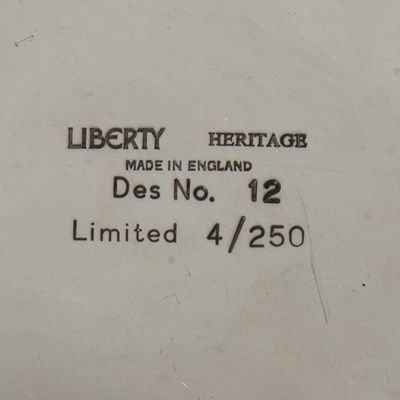 LIBERTY HERITAGE
MADE IN ENGLAND
Des No. 12
Limited 4/250